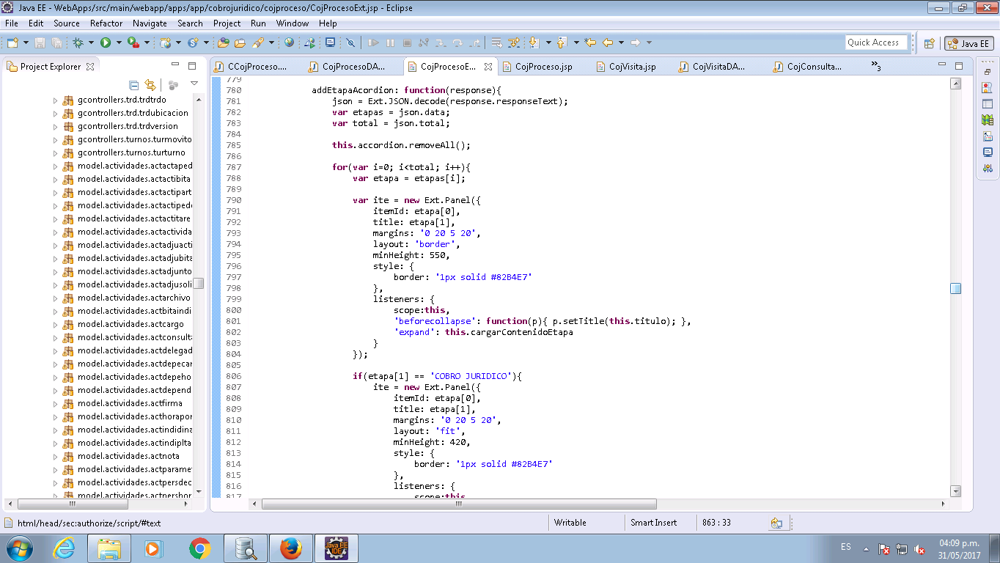 Java EE - WebApps/src/main/webapp/apps/app/cobrojuridico/cojproceso/CojProcesoExt.jsp - Eclipse
File Edit Source Refactor Navigate Search Project Run Window Help
Quick Access
Java EE
Project Explorer
CCojProceso....
CojProcesoDA...
CojProcesoE...
CojProceso.jsp
CojVisita.jsp
CojVisitaDA...
CojConsulta...
»3
gcontrollers.trd.trdtrdo
gcontrollers.trd.trdubicacion
gcontrollers.trd.trdversion
gcontrollers.turnos.turmovito
gcontrollers.turnos.turturno
model.actividades.actactaped
model.actividades.actactibita
model.actividades.actactipart
model.actividades.actactipede
model.actividades.actactitare
model.actividades.actactivida
model.actividades.actadjuacti
model.actividades.actadjubita
model.actividades.actadjunto
model.actividades.actadjusoli
model.actividades.actarchivo
model.actividades.actbitaindi
model.actividades.actcargo
model.actividades.actconsulta
model.actividades.actdelegad
model.actividades.actdepecar
model.actividades.actdepeho
model.actividades.actdepend
model.actividades.actfirma
model.actividades.acthorapor
model.actividades.actindidina
model.actividades.actindiplta
model.actividades.actnota
model.actividades.actparamet
model.actividades.actpersdec
779
780 addEtapaAcordion: function(response){
781 json = Ext.JSON.decode(response.responseText);
782 var etapas = json.data;
783 var total = json.total;
784
785 this.accordion.removeAll();
786
787 for(var i=0; i<total; i++){
788 var etapa = etapas[i];
789
790 var ite = new Ext.Panel({
791 itemId: etapa[0],
792 title: etapa[1],
793 margins: '0 20 5 20',
794 layout: 'border',
795 minHeight: 550,
796 style: {
797 border: '1px solid #82B4E7'
798 },
799 listeners: {
800 scope:this,
801 'beforecollapse': function(p){ p.setTitle(this.titulo); },
802 'expand': this.cargarContenidoEtapa
803 }
804 });
805
806 if(etapa[1] == 'COBRO JURIDICO'){
807 ite = new Ext.Panel({
808 itemId: etapa[0],
809 title: etapa[1],
810 margins: '0 20 5 20',
811 layout: 'fit',
812 minHeight: 420,
813 style: {
814 border: '1px solid #82B4E7'
815 },
816 listeners: {
817 scope:this
html/head/sec:authorize/script/#text
Writable
Smart Insert
863 : 33
ES
04:09 p.m.
31/05/2017